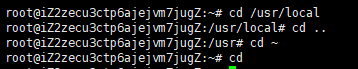 root@iZ2zecu3ctp6ajejvm7jugZ:~# cd /usr/local
root@iZ2zecu3ctp6ajejvm7jugZ:/usr/local# cd ..
root@iZ2zecu3ctp6ajejvm7jugZ:/usr# cd ~
root@iZ2zecu3ctp6ajejvm7jugZ:~# cd